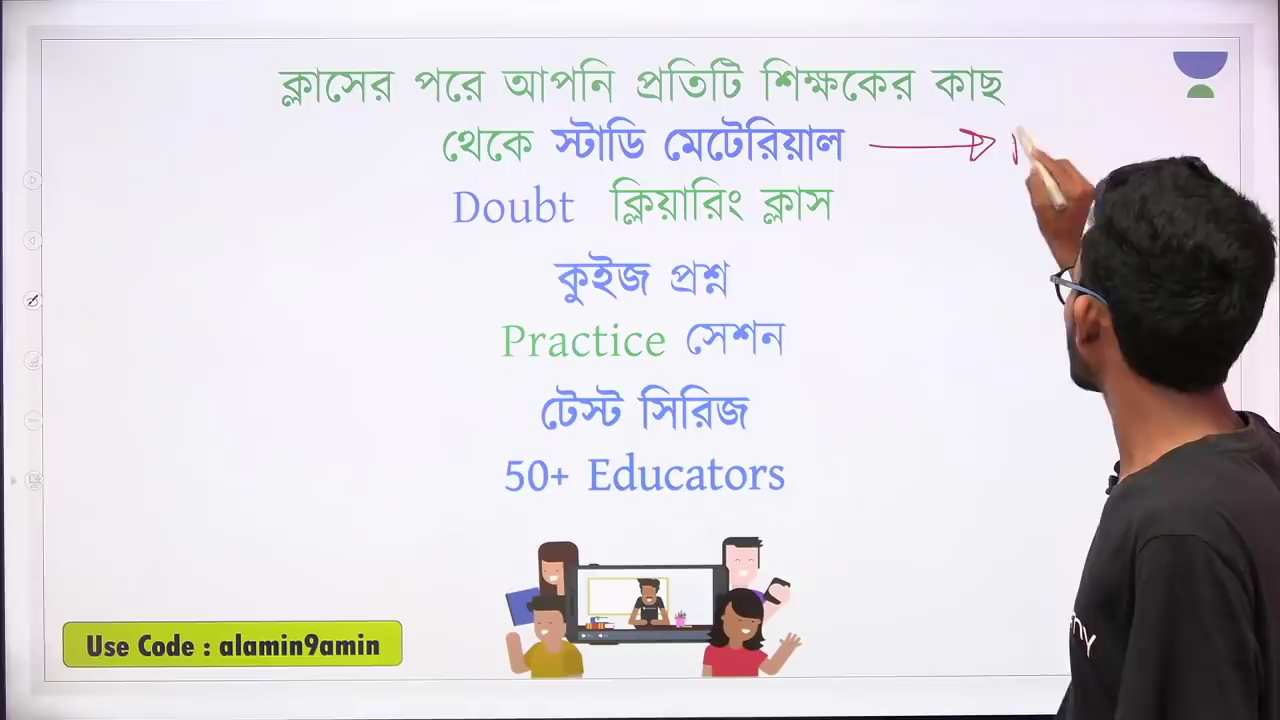 ক্লাসের পরে আপনি প্রতিটি শিক্ষকের কাছ
থেকে স্টাডি মেটেরিয়াল
Doubt ক্লিয়ারিং ক্লাস
কুইজ প্রশ্ন
Practice সেশন
টেস্ট সিরিজ
50+ Educators
Use Code : alamin9amin